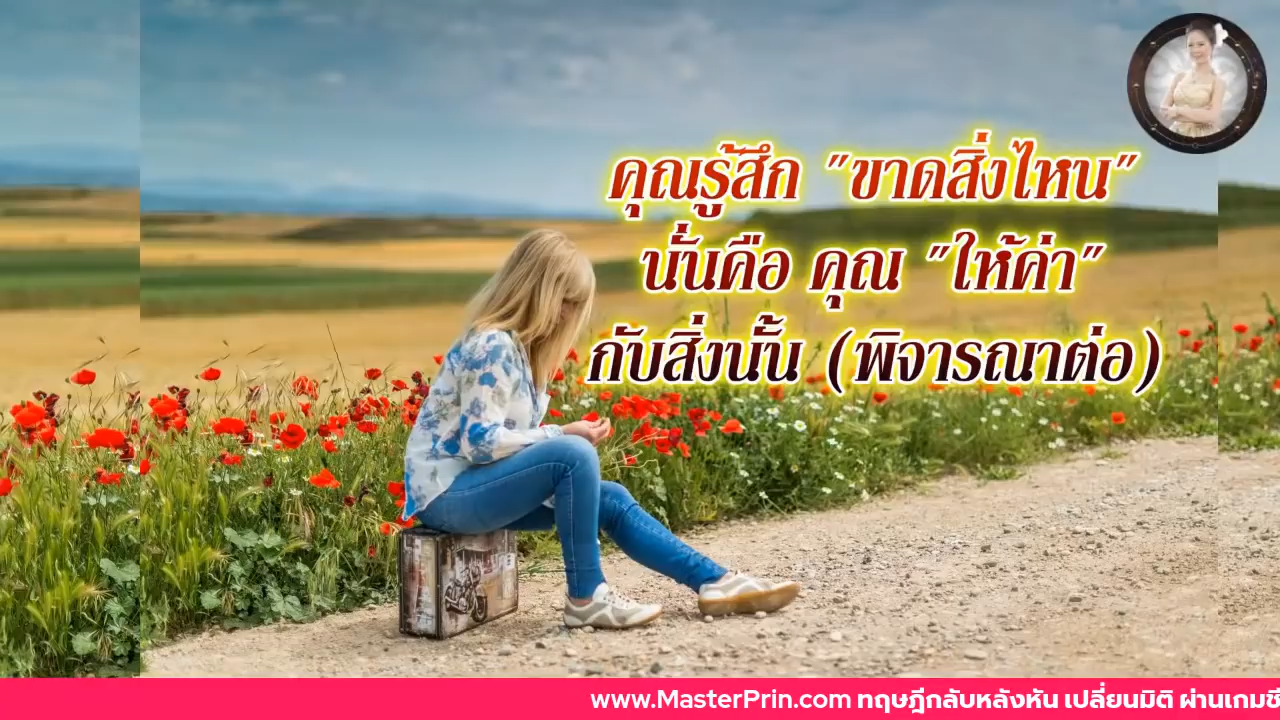 คุณรู้สึก "ขาดสิ่งไหน"
นั่นคือ คุณ "ให้ค่า"
กับสิ่งนั้น (พิจารณาต่อ)
www.MasterPrin.com ทฤษฎีกลับหลังหัน เปลี่ยนมิติ ผ่านเกมชี